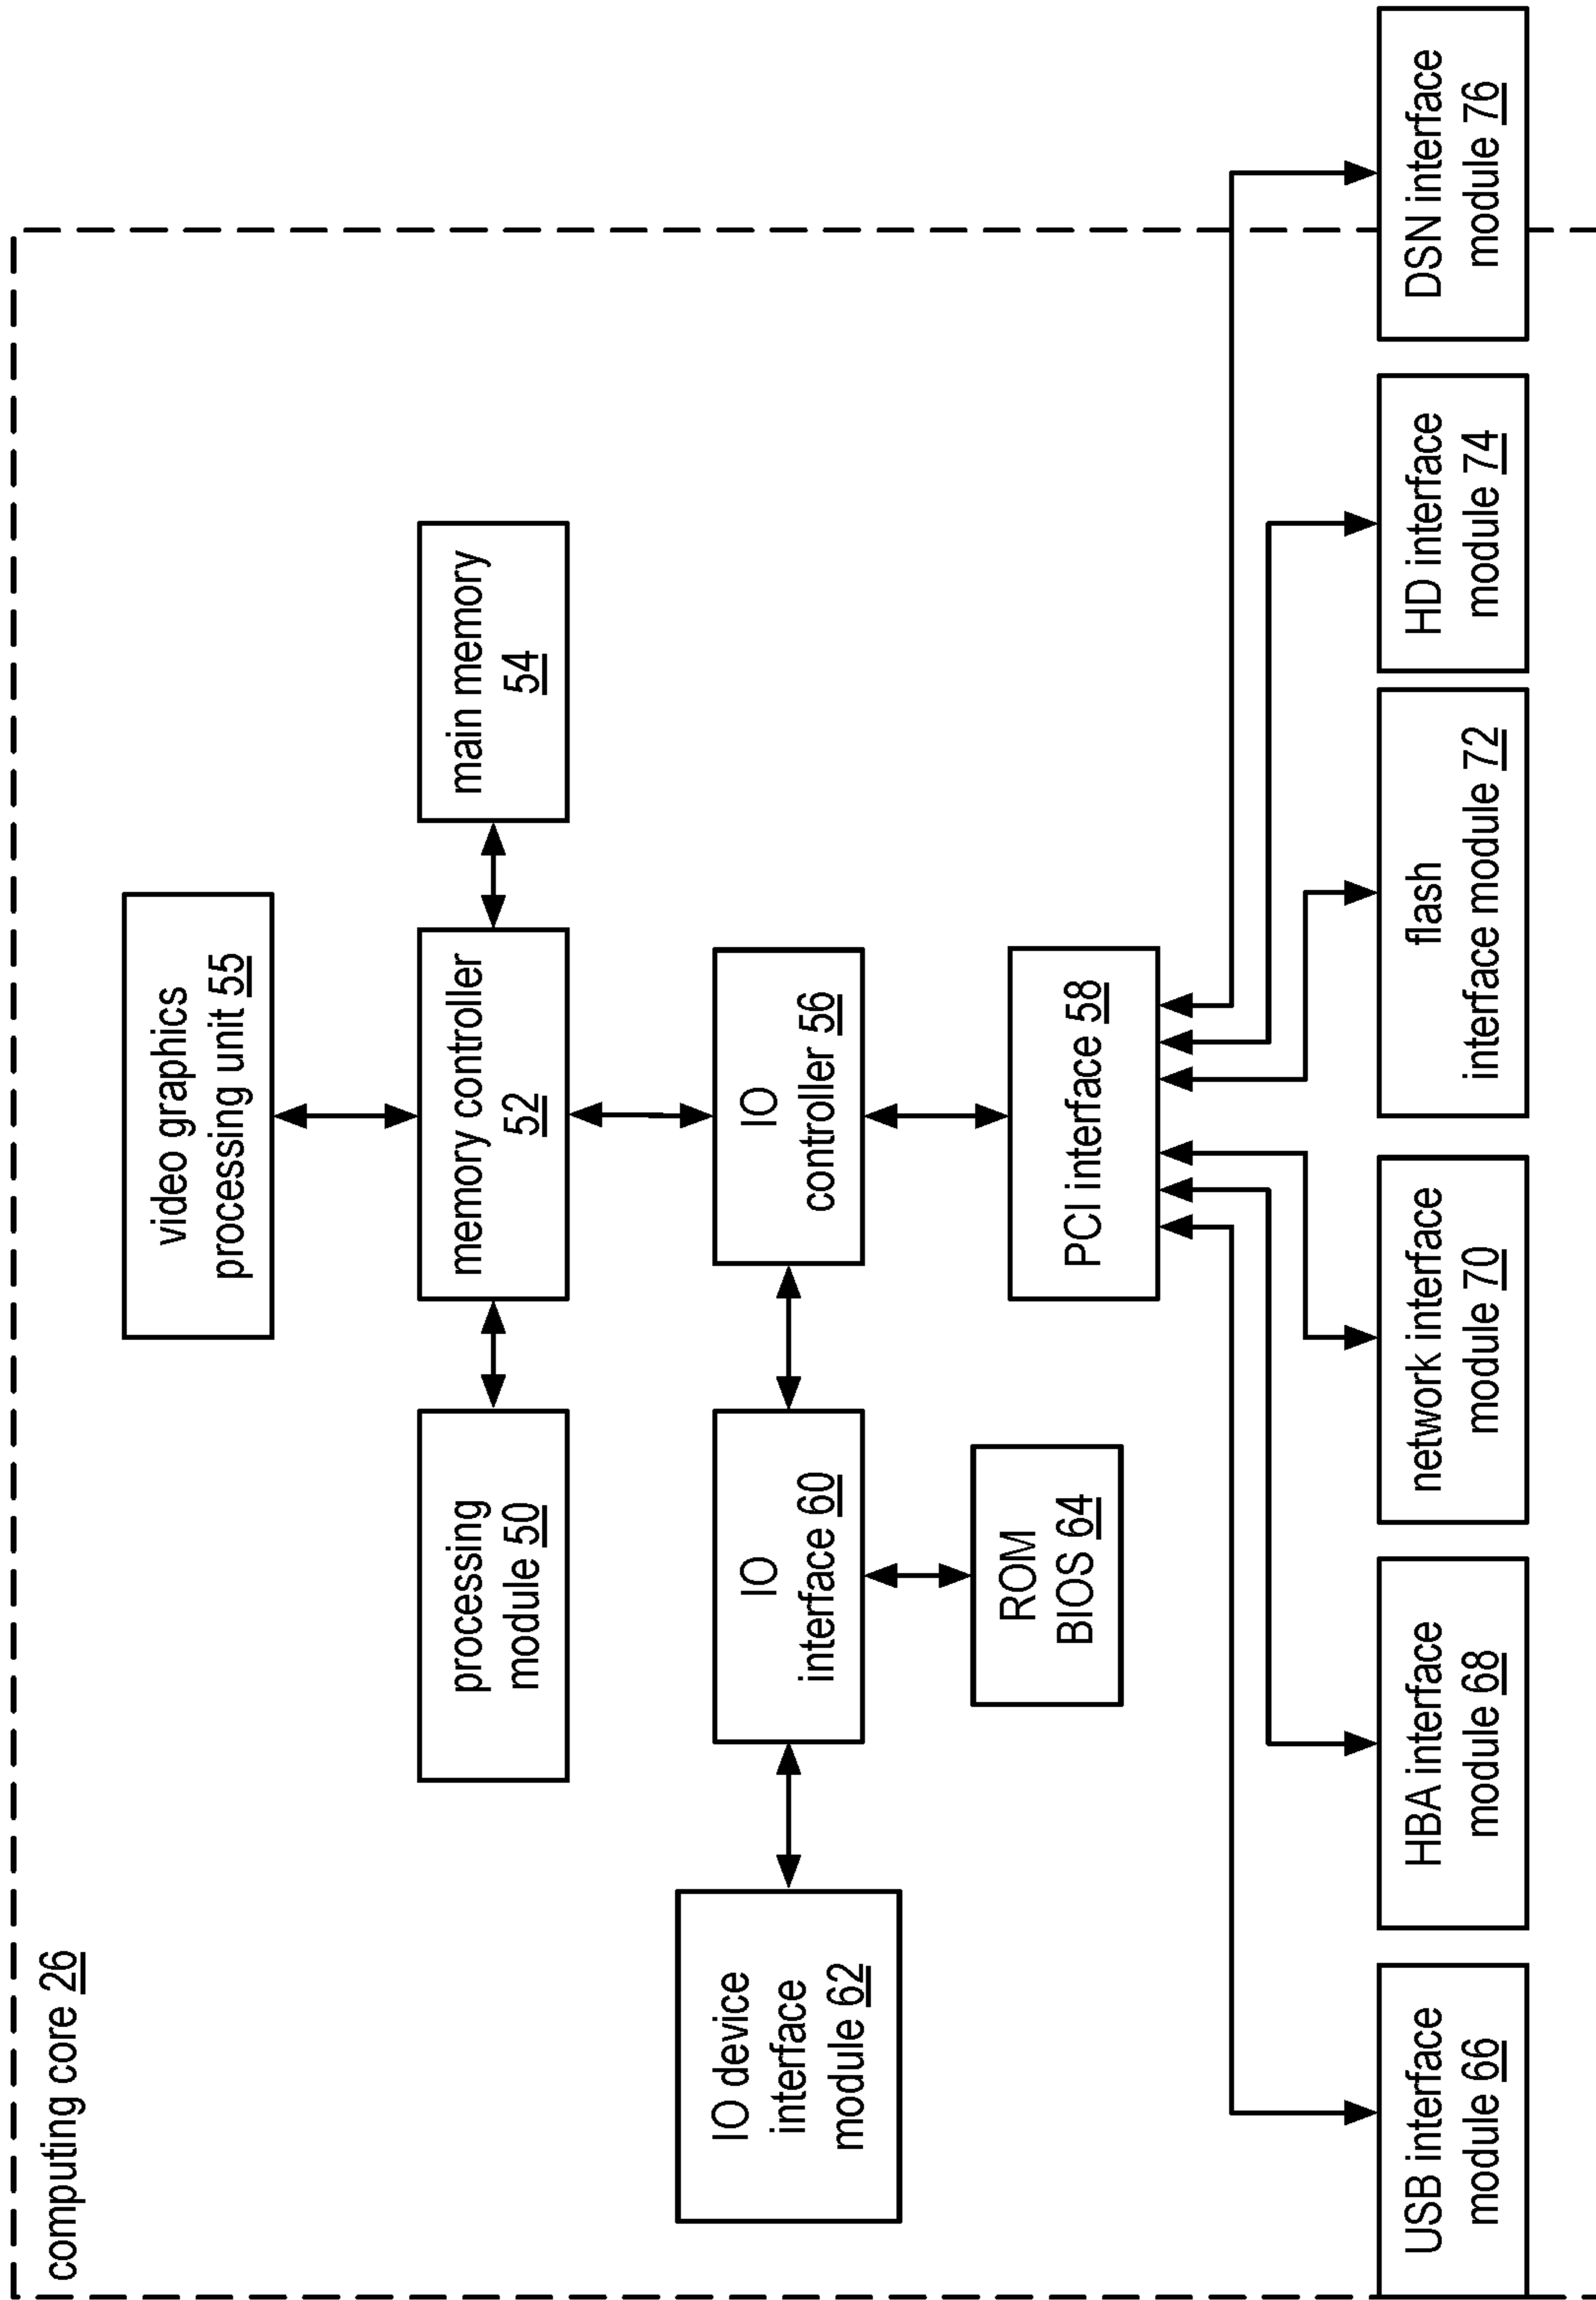 computing core 26
video graphics
processing unit 55
processing
module 50
memory controller
52
main memory
54
IO device
interface
module 62
IO
interface 60
IO
controller 56
ROM
BIOS 64
PCI interface 58
USB interface
module 66
HBA interface
module 68
network interface
module 70
flash
interface module 72
HD interface
module 74
DSN interface
module 76